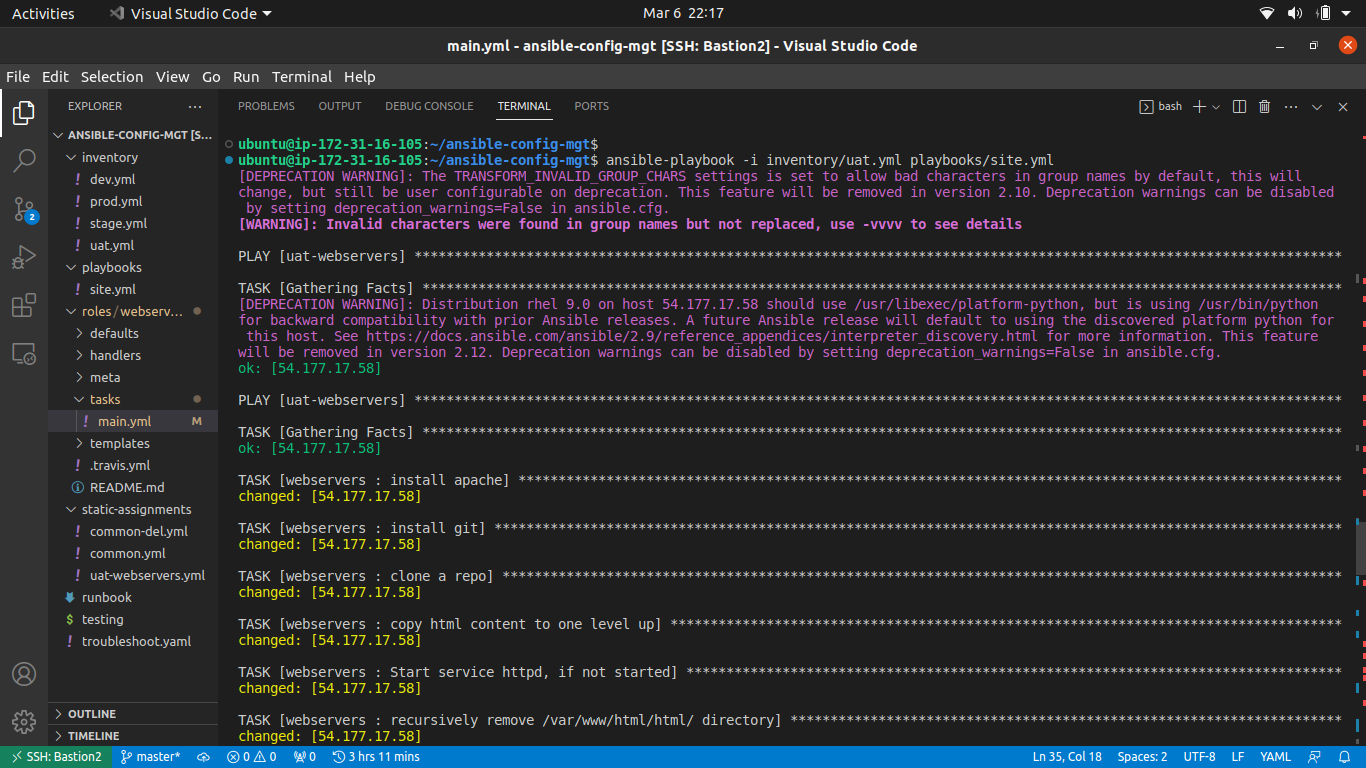 Activities
Visual Studio Code
Mar 6 22:17
main.yml - ansible-config-mgt [SSH: Bastion2] - Visual Studio Code
File Edit Selection View Go Run Terminal Help
EXPLORER
ANSIBLE-CONFIG-MGT [S...
inventory
! dev.yml
! prod.yml
! stage.yml
! uat.yml
playbooks
! site.yml
roles/webserv...
defaults
handlers
meta
tasks
! main.yml M
templates
! .travis.yml
README.md
static-assignments
! common-del.yml
! common.yml
! uat-webservers.yml
runbook
$ testing
! troubleshoot.yaml
OUTLINE
TIMELINE
2
PROBLEMS OUTPUT DEBUG CONSOLE TERMINAL PORTS
bash
ubuntu@ip-172-31-16-105:~/ansible-config-mgt$
ubuntu@ip-172-31-16-105:~/ansible-config-mgt$ ansible-playbook -i inventory/uat.yml playbooks/site.yml
[DEPRECATION WARNING]: The TRANSFORM_INVALID_GROUP_CHARS settings is set to allow bad characters in group names by default, this will
change, but still be user configurable on deprecation. This feature will be removed in version 2.10. Deprecation warnings can be disabled
by setting deprecation_warnings=False in ansible.cfg.
[WARNING]: Invalid characters were found in group names but not replaced, use -vvvv to see details
PLAY [uat-webservers] ********************************************************************************************************************
TASK [Gathering Facts] *******************************************************************************************************************
[DEPRECATION WARNING]: Distribution rhel 9.0 on host 54.177.17.58 should use /usr/libexec/platform-python, but is using /usr/bin/python
for backward compatibility with prior Ansible releases. A future Ansible release will default to using the discovered platform python for
this host. See https://docs.ansible.com/ansible/2.9/reference_appendices/interpreter_discovery.html for more information. This feature
will be removed in version 2.12. Deprecation warnings can be disabled by setting deprecation_warnings=False in ansible.cfg.
ok: [54.177.17.58]
PLAY [uat-webservers] ********************************************************************************************************************
TASK [Gathering Facts] *******************************************************************************************************************
ok: [54.177.17.58]
TASK [webservers : install apache] *******************************************************************************************************
changed: [54.177.17.58]
TASK [webservers : install git] **********************************************************************************************************
changed: [54.177.17.58]
TASK [webservers : clone a repo] *********************************************************************************************************
changed: [54.177.17.58]
TASK [webservers : copy html content to one level up] ************************************************************************************
changed: [54.177.17.58]
TASK [webservers : Start service httpd, if not started] **********************************************************************************
changed: [54.177.17.58]
TASK [webservers : recursively remove /var/www/html/html/ directory] *********************************************************************
changed: [54.177.17.58]
SSH: Bastion2 master* 0 0 0 3 hrs 11 mins Ln 35, Col 18 Spaces: 2 UTF-8 LF YAML